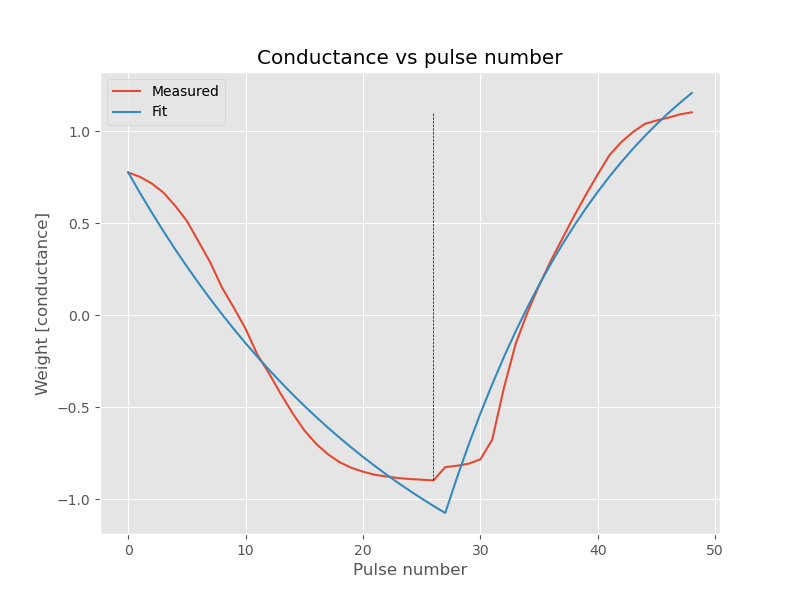 Conductance vs pulse number
Measured
Fit
1.0
0.5
0.0
−0.5
−1.0
Weight [conductance]
0 10 20 30 40 50
Pulse number